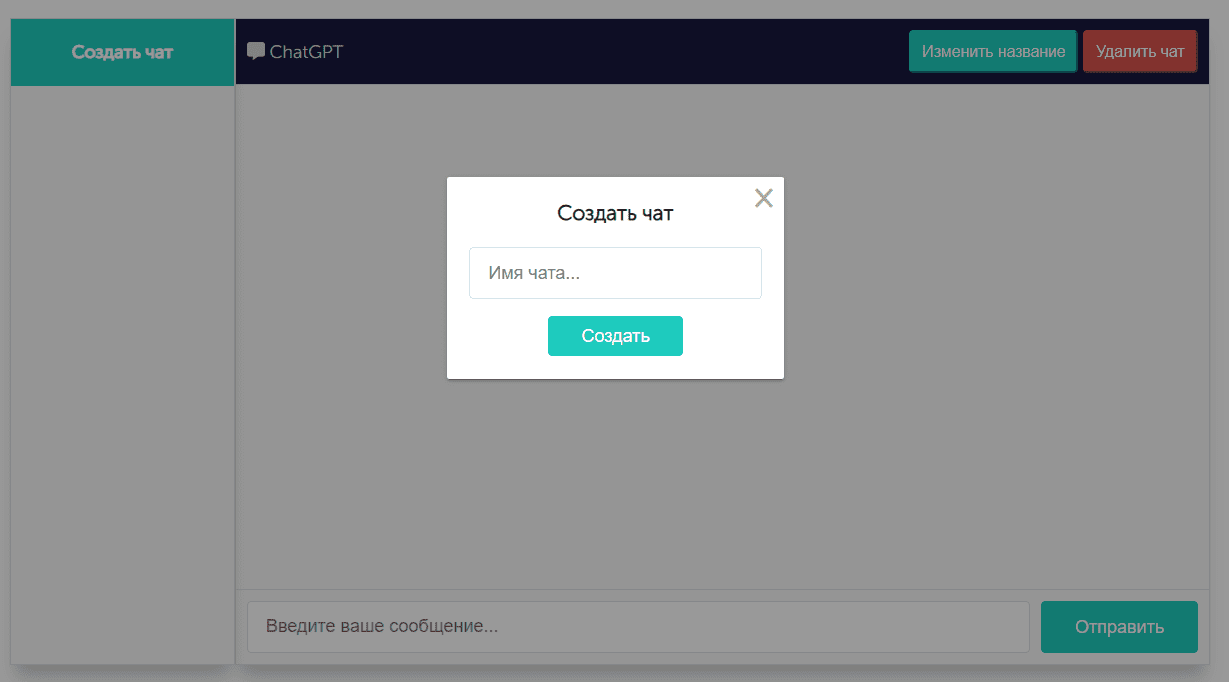 Создать чат
ChatGPT
Изменить название
Удалить чат
Создать чат
Имя чата...
Создать
Введите ваше сообщение...
Отправить